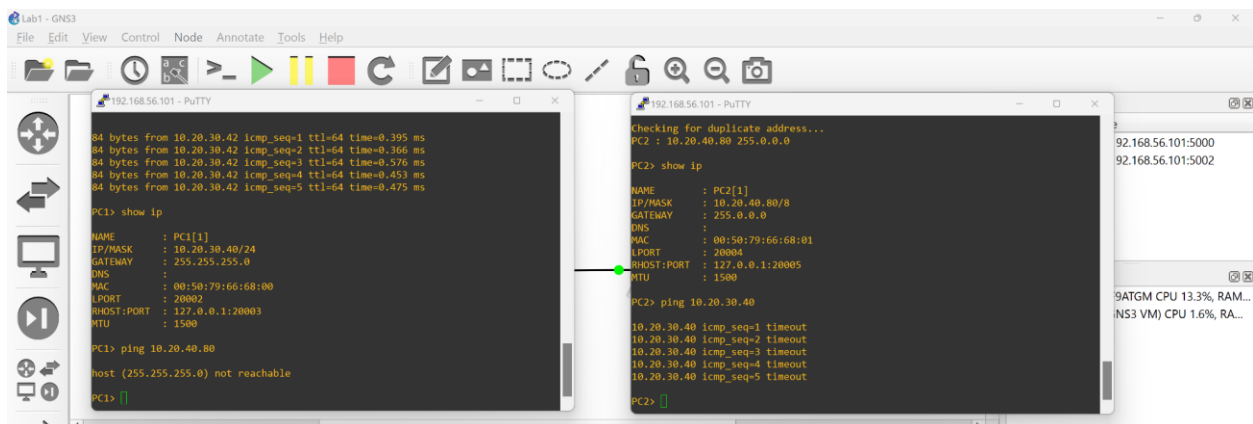 Lab1 - GNS3
File Edit View Control Node Annotate Tools Help
192.168.56.101 - PuTTY
84 bytes from 10.20.30.42 icmp_seq=1 ttl=64 time=0.395 ms
84 bytes from 10.20.30.42 icmp_seq=2 ttl=64 time=0.366 ms
84 bytes from 10.20.30.42 icmp_seq=3 ttl=64 time=0.576 ms
84 bytes from 10.20.30.42 icmp_seq=4 ttl=64 time=0.453 ms
84 bytes from 10.20.30.42 icmp_seq=5 ttl=64 time=0.475 ms
PC1> show ip
NAME : PC1[1]
IP/MASK : 10.20.30.40/24
GATEWAY : 255.255.255.0
DNS :
MAC : 00:50:79:66:68:00
LPORT : 20002
RHOST:PORT : 127.0.0.1:20003
MTU : 1500
PC1> ping 10.20.40.80
host (255.255.255.0) not reachable
PC1>
192.168.56.101 - PuTTY
Checking for duplicate address...
PC2 : 10.20.40.80 255.0.0.0
PC2> show ip
NAME : PC2[1]
IP/MASK : 10.20.40.80/8
GATEWAY : 255.0.0.0
DNS :
MAC : 00:50:79:66:68:01
LPORT : 20004
RHOST:PORT : 127.0.0.1:20005
MTU : 1500
PC2> ping 10.20.30.40
10.20.30.40 icmp_seq=1 timeout
10.20.30.40 icmp_seq=2 timeout
10.20.30.40 icmp_seq=3 timeout
10.20.30.40 icmp_seq=4 timeout
10.20.30.40 icmp_seq=5 timeout
PC2>
92.168.56.101:5000
92.168.56.101:5002
9ATGM CPU 13.3%, RAM...
NS3 VM) CPU 1.6%, RA...